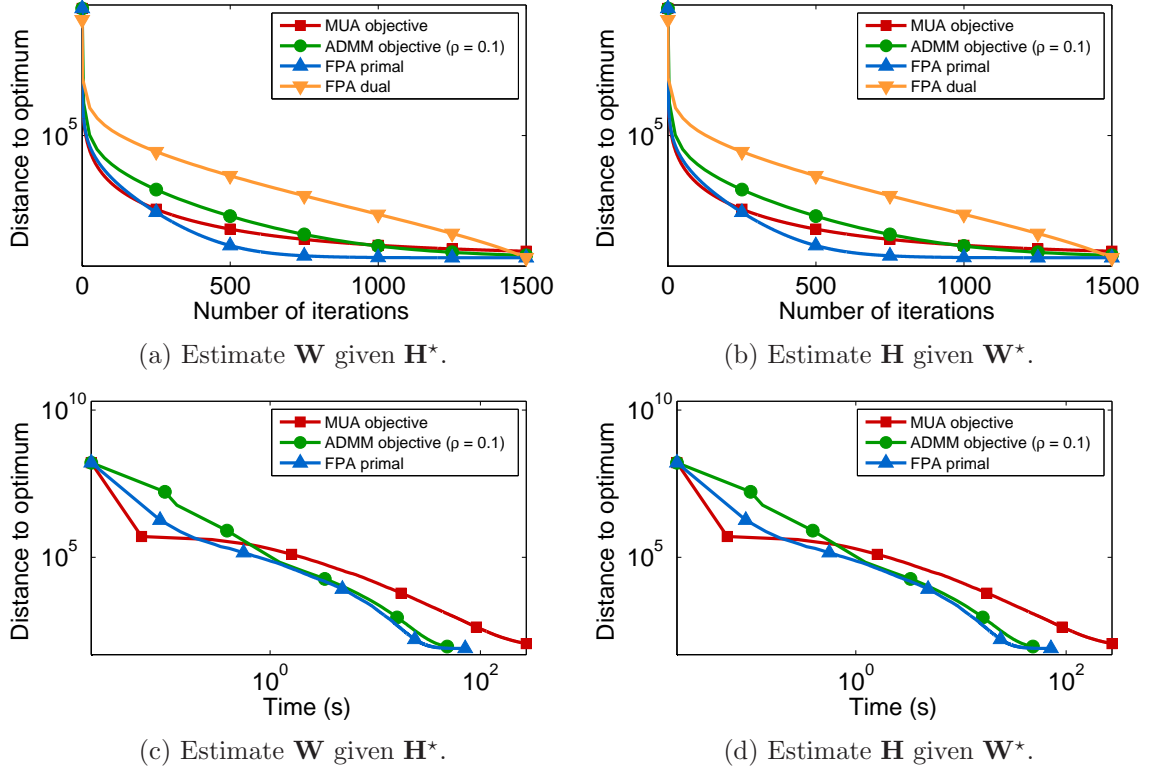 MUA objective
ADMM objective (ρ = 0.1)
FPA primal
FPA dual
Distance to optimum
10^5
0 500 1000 1500
Number of iterations
(a) Estimate W given H⋆.
MUA objective
ADMM objective (ρ = 0.1)
FPA primal
FPA dual
Distance to optimum
10^5
0 500 1000 1500
Number of iterations
(b) Estimate H given W⋆.
MUA objective
ADMM objective (ρ = 0.1)
FPA primal
Distance to optimum
10^10
10^5
10^0 10^2
Time (s)
(c) Estimate W given H⋆.
MUA objective
ADMM objective (ρ = 0.1)
FPA primal
Distance to optimum
10^10
10^5
10^0 10^2
Time (s)
(d) Estimate H given W⋆.